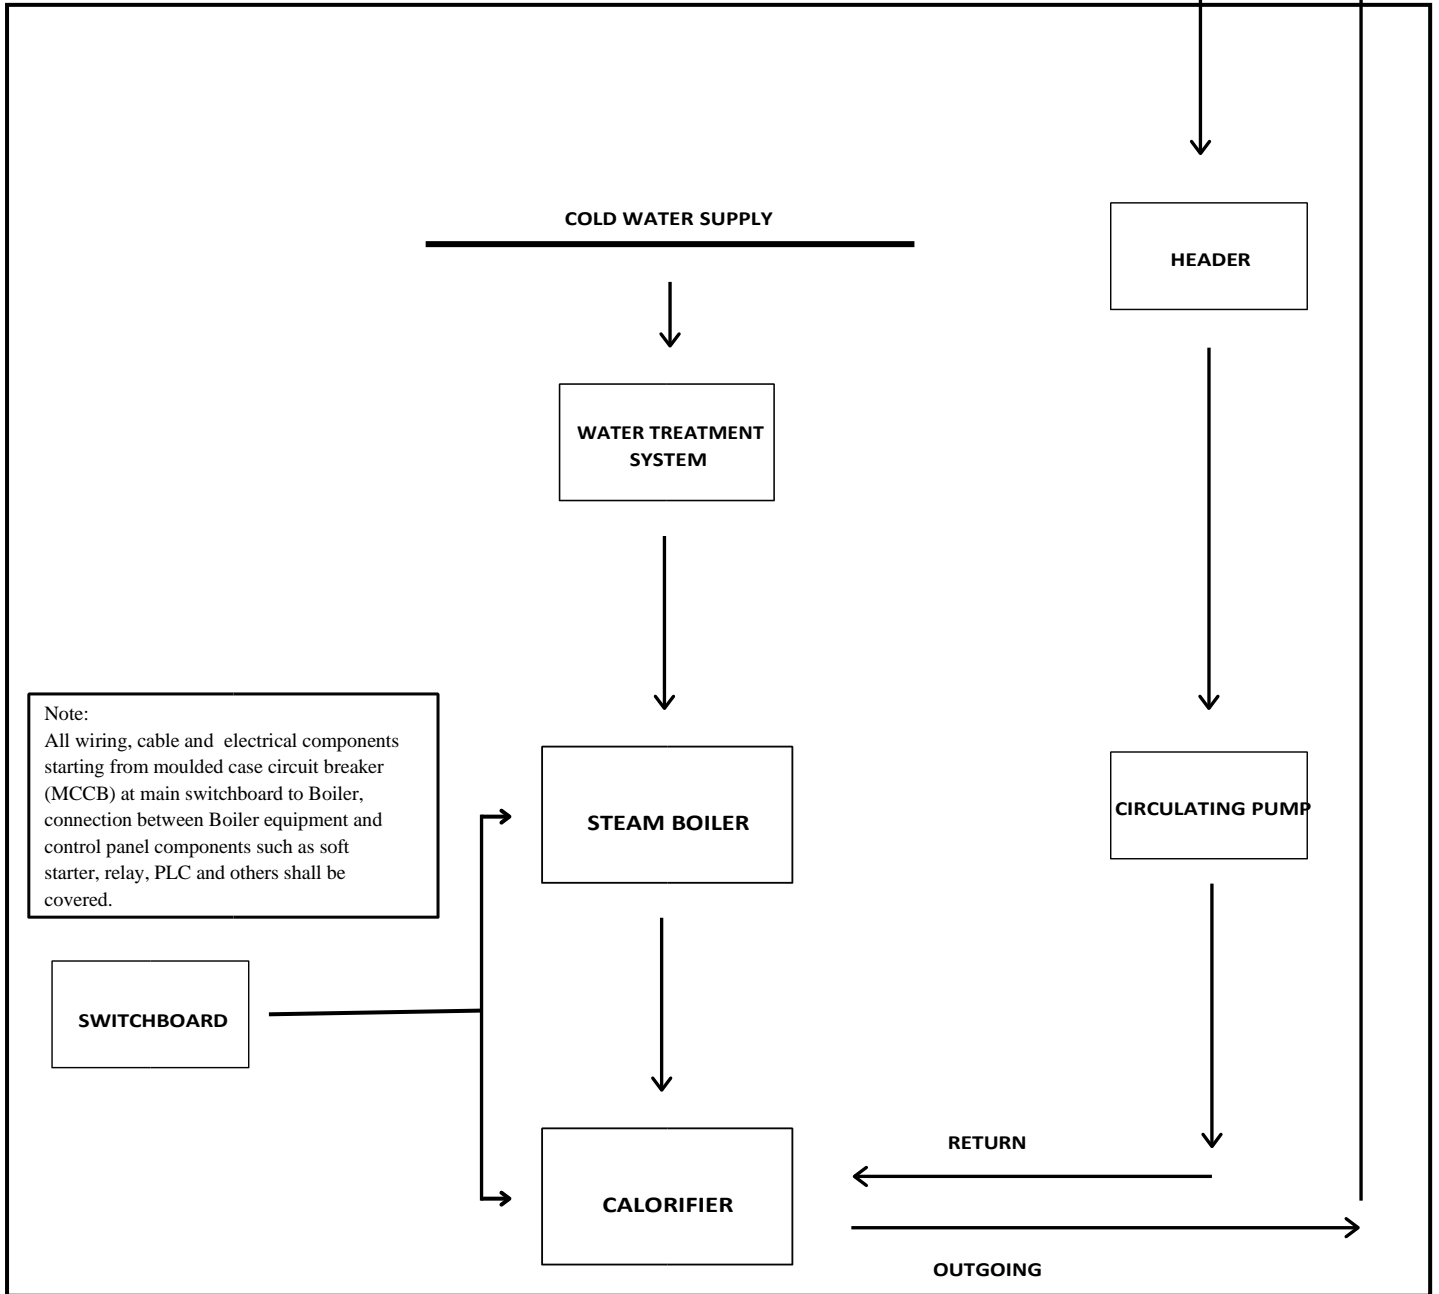 COLD WATER SUPPLY
HEADER
WATER TREATMENT
SYSTEM
Note:
All wiring, cable and  electrical components
starting from moulded case circuit breaker
(MCCB) at main switchboard to Boiler,
connection between Boiler equipment and
control panel components such as soft
starter, relay, PLC and others shall be
covered.
STEAM BOILER
CIRCULATING PUMP
SWITCHBOARD
RETURN
CALORIFIER
OUTGOING